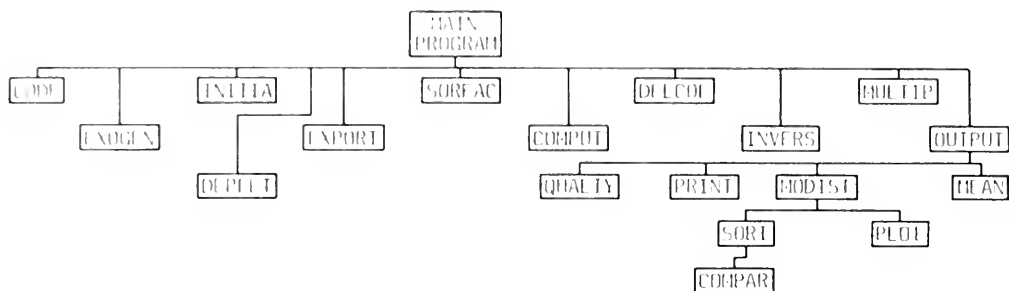 MAIN
PROGRAM
CODE
INITIA
SURFAC
DELCOE
MULTIP
EXOGEN
EXPORT
COMPUT
INVERS
OUTPUT
DEPLET
QUALTY
PRINT
MODIST
MEAN
SORT
PLOT
COMPAR